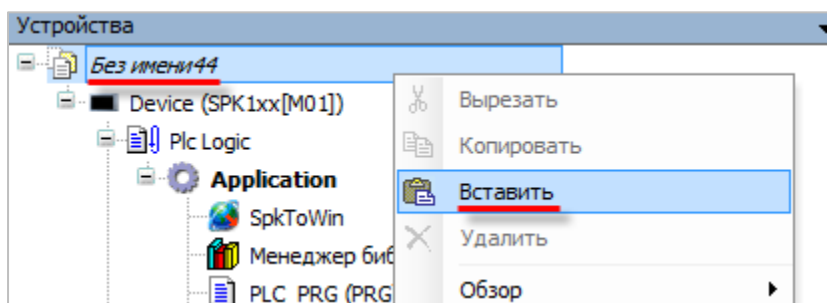 Устройства
Без имени44
Device (SPK1xx[M01])
Plc Logic
Application
SpkToWin
Менеджер биб
PLC_PRG (PRG
Вырезать
Копировать
Вставить
Удалить
Обзор